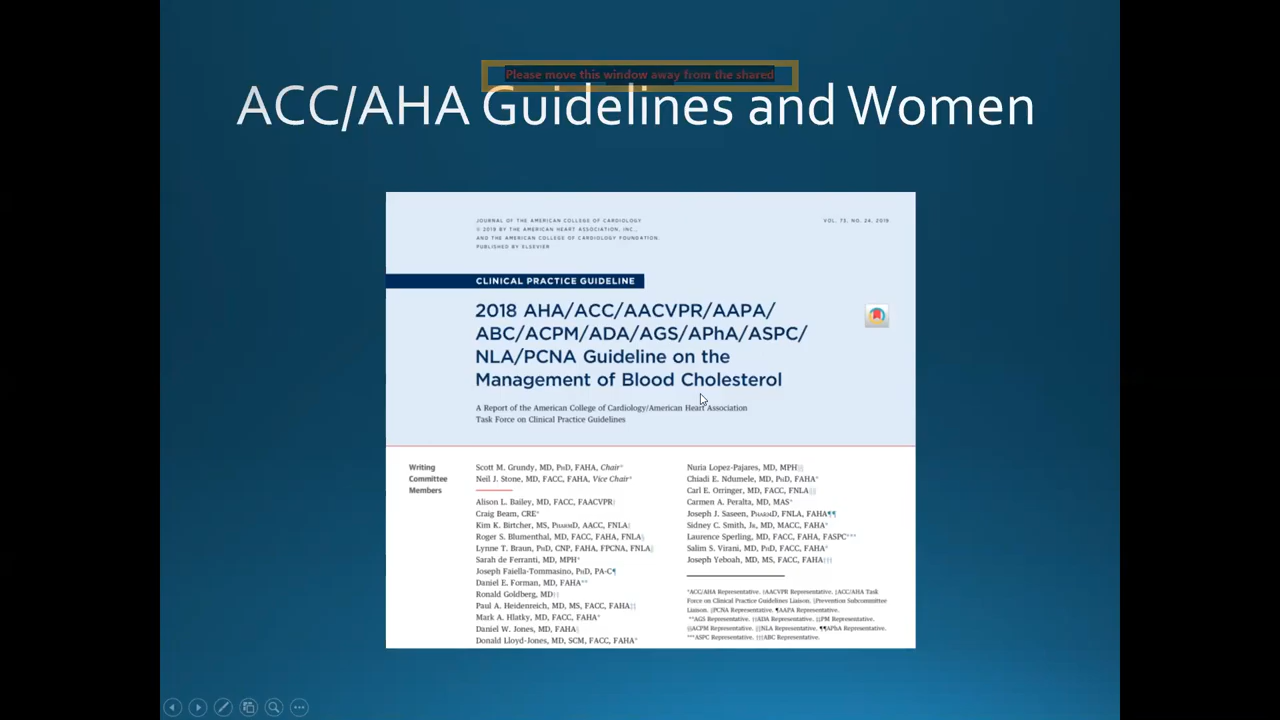 Please move this window away from the shared
ACC/AHA Guidelines and Women
JOURNAL OF THE AMERICAN COLLEGE OF CARDIOLOGY
© 2019 BY THE AMERICAN HEART ASSOCIATION, INC.,
AND THE AMERICAN COLLEGE OF CARDIOLOGY FOUNDATION.
PUBLISHED BY ELSEVIER
VOL. 73, NO. 24, 2019
CLINICAL PRACTICE GUIDELINE
2018 AHA/ACC/AACVPR/AAPA/
ABC/ACPM/ADA/AGS/APhA/ASPC/
NLA/PCNA Guideline on the
Management of Blood Cholesterol
A Report of the American College of Cardiology/American Heart Association
Task Force on Clinical Practice Guidelines
Writing
Committee
Members
Scott M. Grundy, MD, PhD, FAHA, Chair*
Neil J. Stone, MD, FACC, FAHA, Vice Chair*
Alison L. Bailey, MD, FACC, FAACVPR†
Craig Beam, CRE*
Kim K. Birtcher, MS, PharmD, AACC, FNLA‡
Roger S. Blumenthal, MD, FACC, FAHA, FNLA§
Lynne T. Braun, PhD, CNP, FAHA, FPCNA, FNLA‖
Sarah de Ferranti, MD, MPH*
Joseph Faiella-Tommasino, PhD, PA-C¶
Daniel E. Forman, MD, FAHA**
Ronald Goldberg, MD††
Paul A. Heidenreich, MD, MS, FACC, FAHA‡‡
Mark A. Hlatky, MD, FACC, FAHA*
Daniel W. Jones, MD, FAHA§
Donald Lloyd-Jones, MD, SCM, FACC, FAHA*
Nuria Lopez-Pajares, MD, MPH§§
Chiadi E. Ndumele, MD, PhD, FAHA*
Carl E. Orringer, MD, FACC, FNLA‖‖
Carmen A. Peralta, MD, MAS*
Joseph J. Saseen, PharmD, FNLA, FAHA¶¶
Sidney C. Smith, Jr, MD, MACC, FAHA*
Laurence Sperling, MD, FACC, FAHA, FASPC***
Salim S. Virani, MD, PhD, FACC, FAHA*
Joseph Yeboah, MD, MS, FACC, FAHA†††
*ACC/AHA Representative. †AACVPR Representative. ‡ACC/AHA Task
Force on Clinical Practice Guidelines Liaison. §Prevention Subcommittee
Liaison. ‖PCNA Representative. ¶AAPA Representative.
**AGS Representative. ††ADA Representative. ‡‡PM Representative.
§§ACPM Representative. ‖‖NLA Representative. ¶¶APhA Representative.
***ASPC Representative. †††ABC Representative.